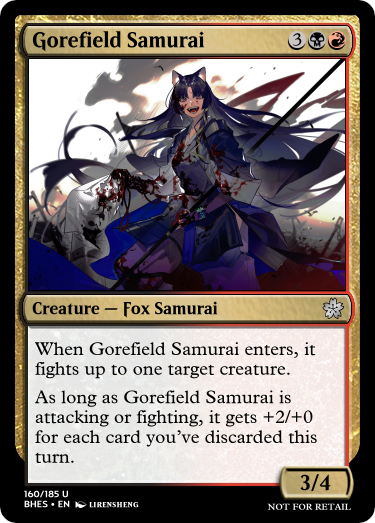 Gorefield Samurai 3
Creature — Fox Samurai
When Gorefield Samurai enters, it
fights up to one target creature.
As long as Gorefield Samurai is
attacking or fighting, it gets +2/+0
for each card you've discarded this
turn.
3/4
160/185 U
BHES • EN LIRENSHENG
NOT FOR RETAIL